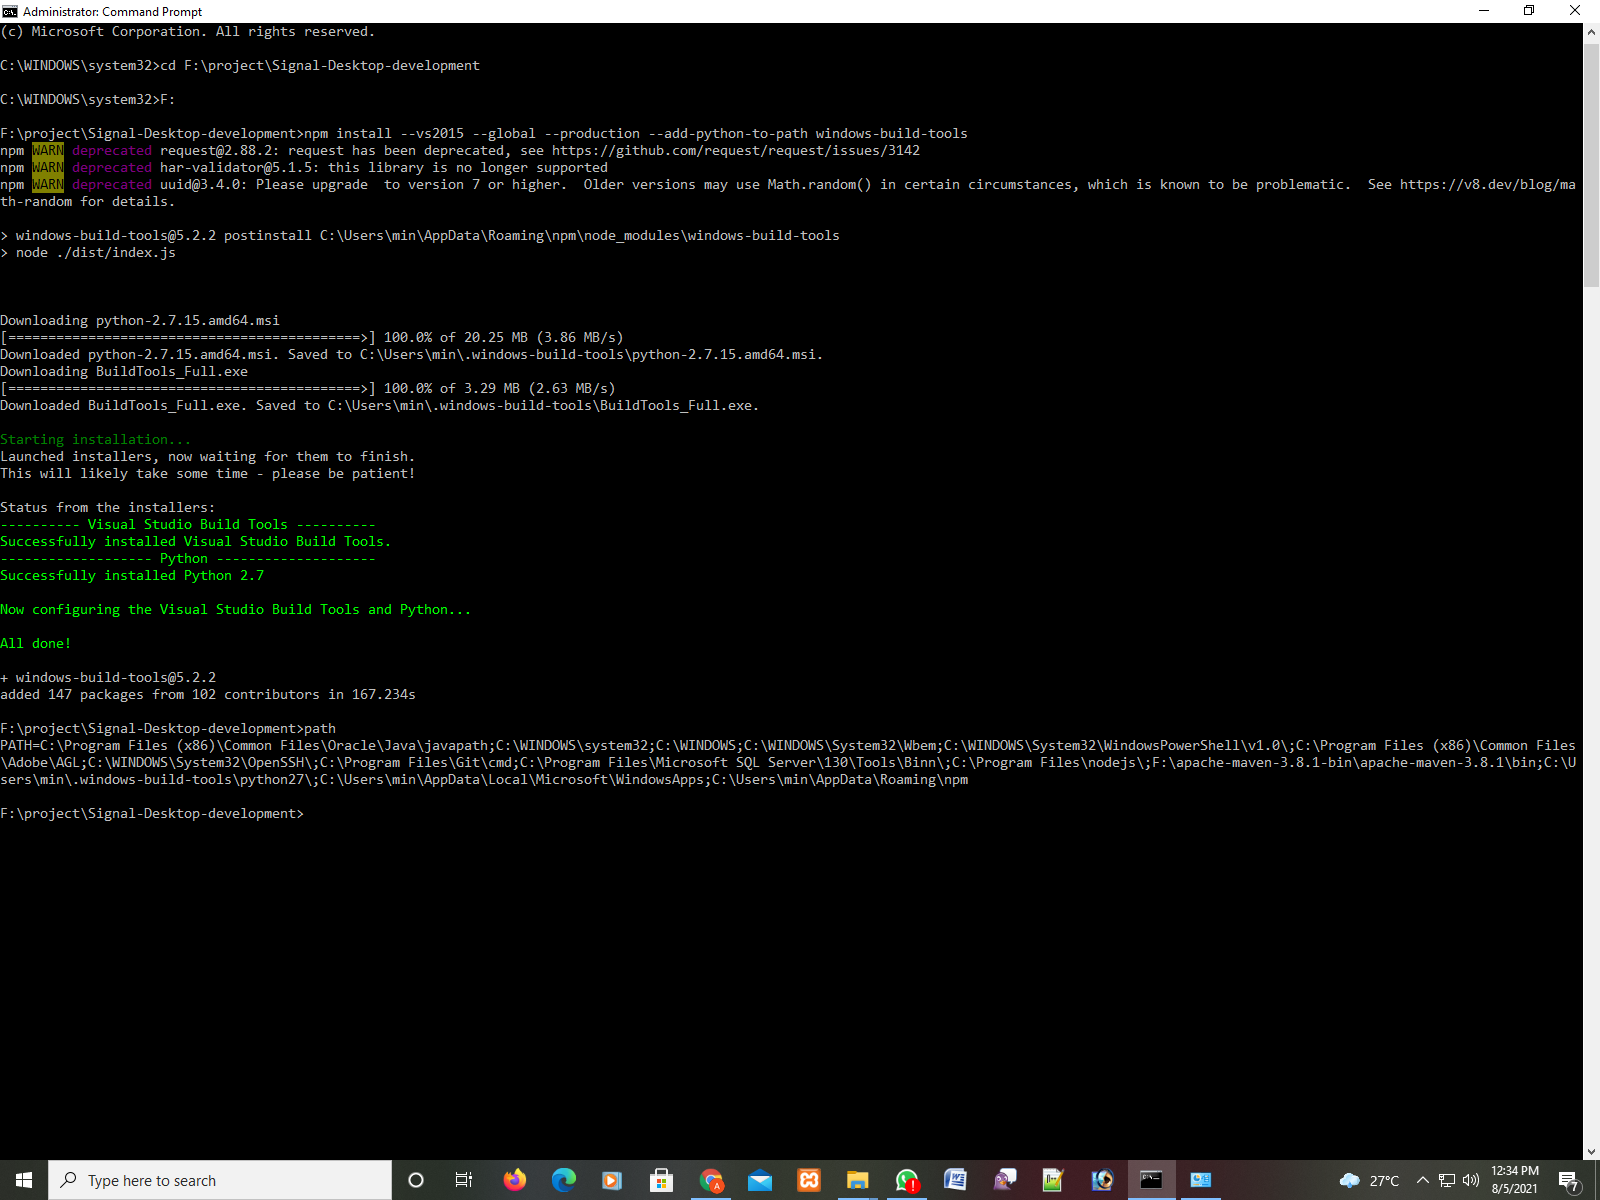 Administrator: Command Prompt
(c) Microsoft Corporation. All rights reserved.
C:\WINDOWS\system32>cd F:\project\Signal-Desktop-development
C:\WINDOWS\system32>F:
F:\project\Signal-Desktop-development>npm install --vs2015 --global --production --add-python-to-path windows-build-tools
npm WARN deprecated request@2.88.2: request has been deprecated, see https://github.com/request/request/issues/3142
npm WARN deprecated har-validator@5.1.5: this library is no longer supported
npm WARN deprecated uuid@3.4.0: Please upgrade  to version 7 or higher.  Older versions may use Math.random() in certain circumstances, which is known to be problematic.  See https://v8.dev/blog/ma
th-random for details.
> windows-build-tools@5.2.2 postinstall C:\Users\min\AppData\Roaming\npm\node_modules\windows-build-tools
> node ./dist/index.js
Downloading python-2.7.15.amd64.msi
[============================================>] 100.0% of 20.25 MB (3.86 MB/s)
Downloaded python-2.7.15.amd64.msi. Saved to C:\Users\min\.windows-build-tools\python-2.7.15.amd64.msi.
Downloading BuildTools_Full.exe
[============================================>] 100.0% of 3.29 MB (2.63 MB/s)
Downloaded BuildTools_Full.exe. Saved to C:\Users\min\.windows-build-tools\BuildTools_Full.exe.
Starting installation...
Launched installers, now waiting for them to finish.
This will likely take some time - please be patient!
Status from the installers:
---------- Visual Studio Build Tools ----------
Successfully installed Visual Studio Build Tools.
------------------- Python --------------------
Successfully installed Python 2.7
Now configuring the Visual Studio Build Tools and Python...
All done!
+ windows-build-tools@5.2.2
added 147 packages from 102 contributors in 167.234s
F:\project\Signal-Desktop-development>path
PATH=C:\Program Files (x86)\Common Files\Oracle\Java\javapath;C:\WINDOWS\system32;C:\WINDOWS;C:\WINDOWS\System32\Wbem;C:\WINDOWS\System32\WindowsPowerShell\v1.0\;C:\Program Files (x86)\Common Files
\Adobe\AGL;C:\WINDOWS\System32\OpenSSH\;C:\Program Files\Git\cmd;C:\Program Files\Microsoft SQL Server\130\Tools\Binn\;C:\Program Files\nodejs\;F:\apache-maven-3.8.1-bin\apache-maven-3.8.1\bin;C:\U
sers\min\.windows-build-tools\python27\;C:\Users\min\AppData\Local\Microsoft\WindowsApps;C:\Users\min\AppData\Roaming\npm
F:\project\Signal-Desktop-development>
Type here to search
27°C
12:34 PM
8/5/2021
7